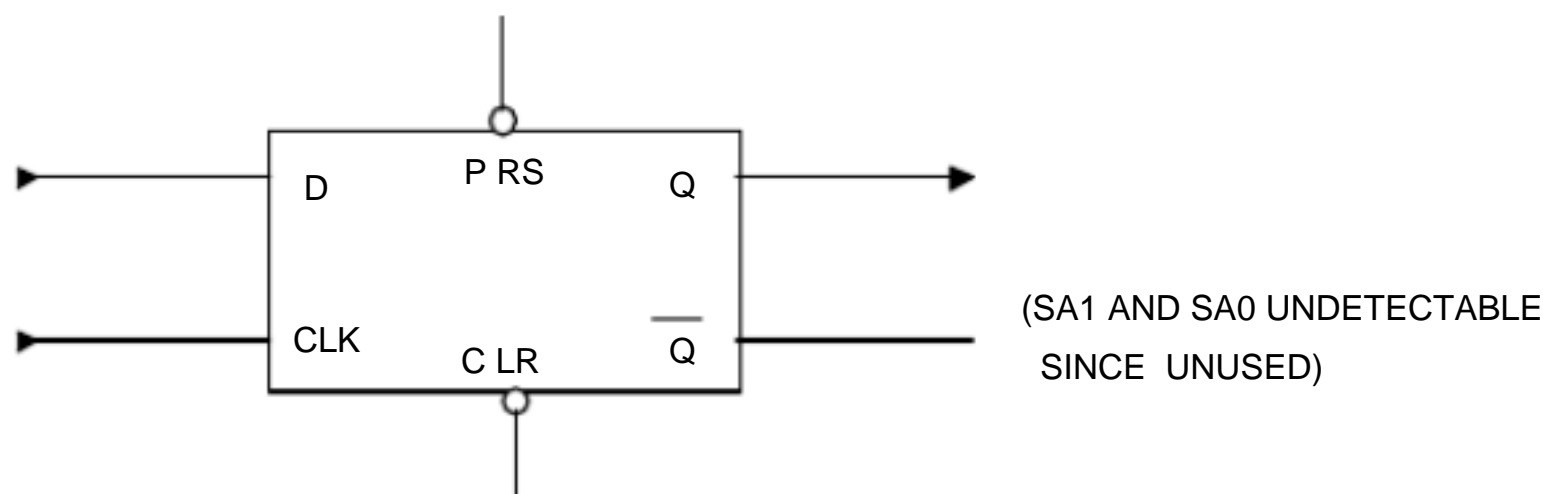 P RS
D
Q
CLK
C LR
Q
(SA1 AND SA0 UNDETECTABLE
SINCE UNUSED)